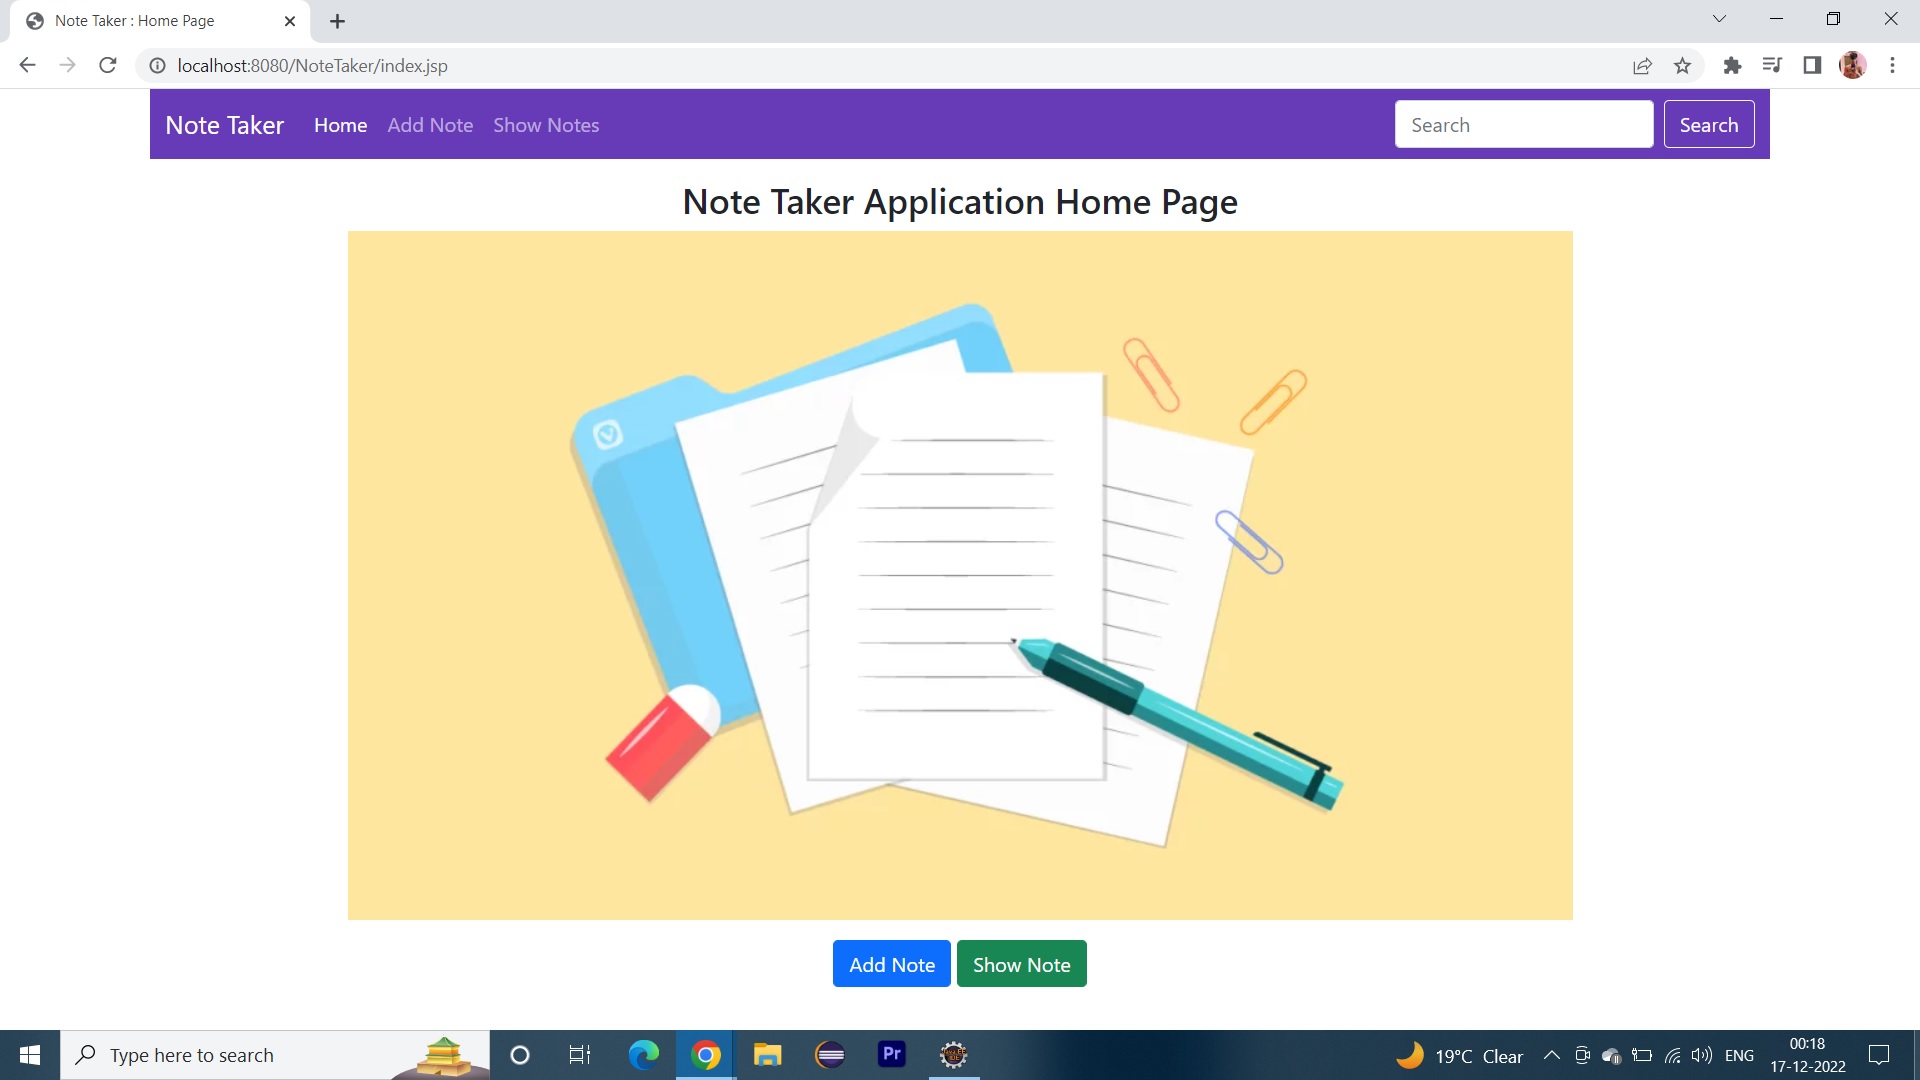 Note Taker : Home Page
localhost:8080/NoteTaker/index.jsp
Note Taker Home Add Note Show Notes Search Search
Note Taker Application Home Page
Add Note Show Note
Type here to search
Pr
19°C Clear
ENG
00:18
17-12-2022